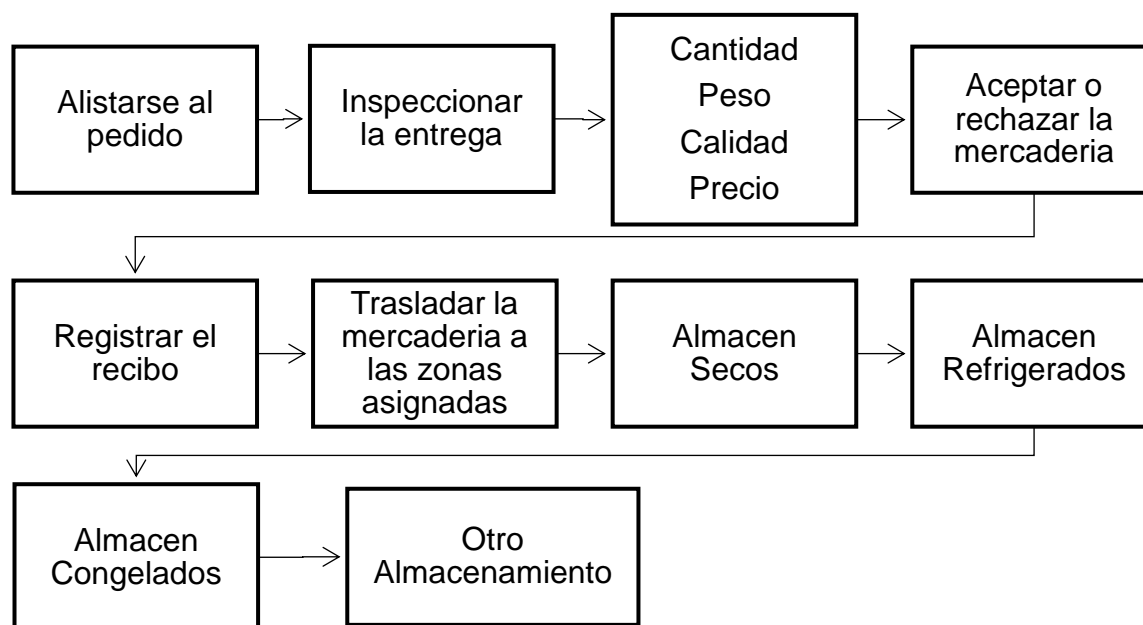 Alistarse al
pedido
Inspeccionar
la entrega
Cantidad
Peso
Calidad
Precio
Aceptar o
rechazar la
mercaderia
Registrar el
recibo
Trasladar la
mercaderia a
las zonas
asignadas
Almacen
Secos
Almacen
Refrigerados
Almacen
Congelados
Otro
Almacenamiento